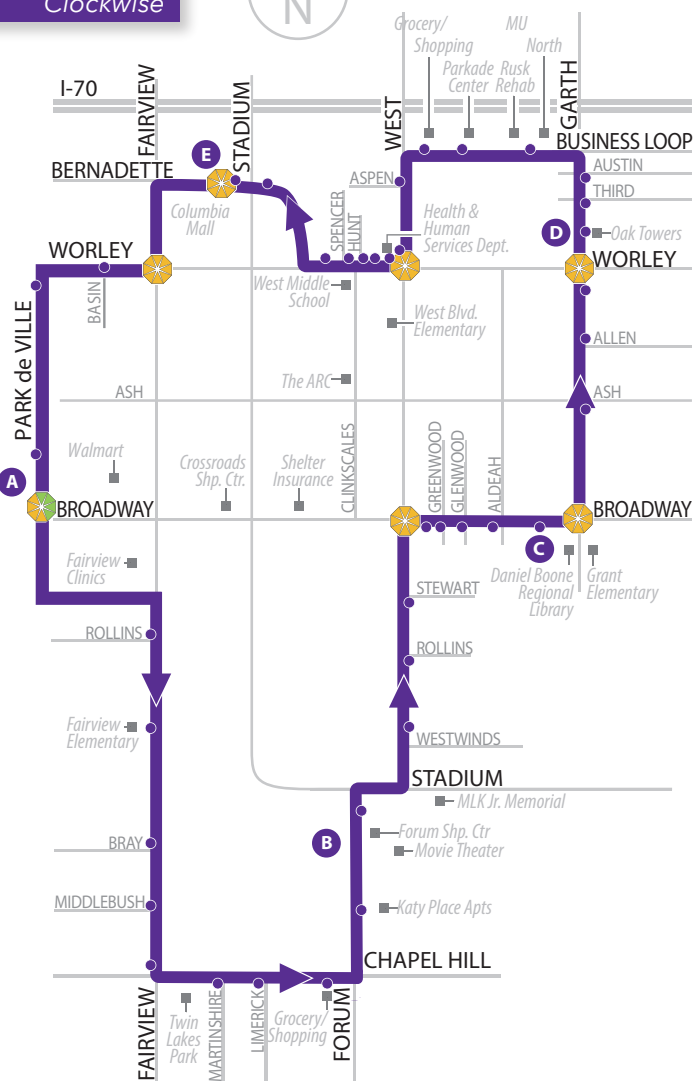 Clockwise
N
Grocery/
Shopping
MU
North
Parkade
Center
Rusk
Rehab
I-70
FAIRVIEW
STADIUM
WEST
GARTH
BUSINESS LOOP
E
BERNADETTE
ASPEN
AUSTIN
THIRD
Columbia
Mall
SPENCER
HUNT
Health &
Human
Services Dept.
D
Oak Towers
WORLEY
WORLEY
BASIN
West Middle
School
West Blvd.
Elementary
PARK de VILLE
ALLEN
The ARC
ASH
ASH
Walmart
Crossroads
Shp. Ctr.
Shelter
Insurance
CLINKSCALES
GREENWOOD
GLENWOOD
ALDEAH
A
BROADWAY
BROADWAY
C
Fairview
Clinics
Daniel Boone
Regional
Library
Grant
Elementary
STEWART
ROLLINS
ROLLINS
Fairview
Elementary
WESTWINDS
STADIUM
MLK Jr. Memorial
B
Forum Shp. Ctr
Movie Theater
BRAY
MIDDLEBUSH
Katy Place Apts
CHAPEL HILL
FAIRVIEW
Twin
Lakes
Park
MARTINSHIRE
LIMERICK
Grocery/
Shopping
FORUM